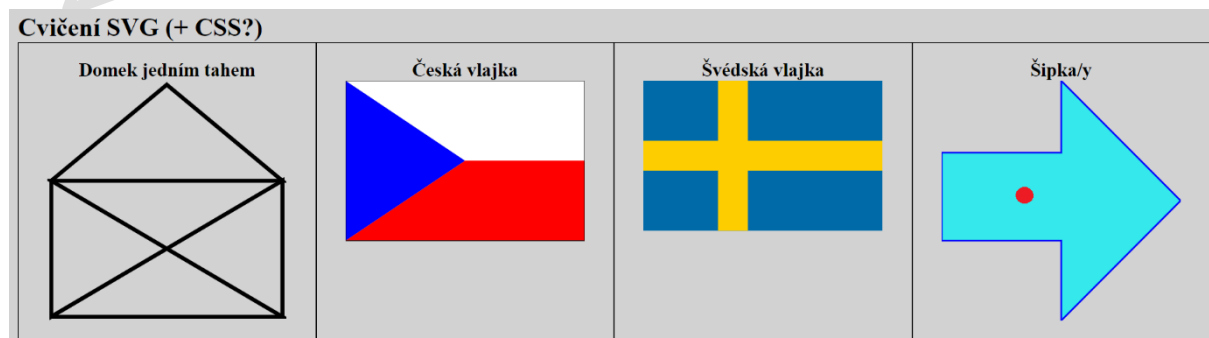 Cvičení SVG (+ CSS?)
Domek jedním tahem
Česká vlajka
Švédská vlajka
Šipka/y